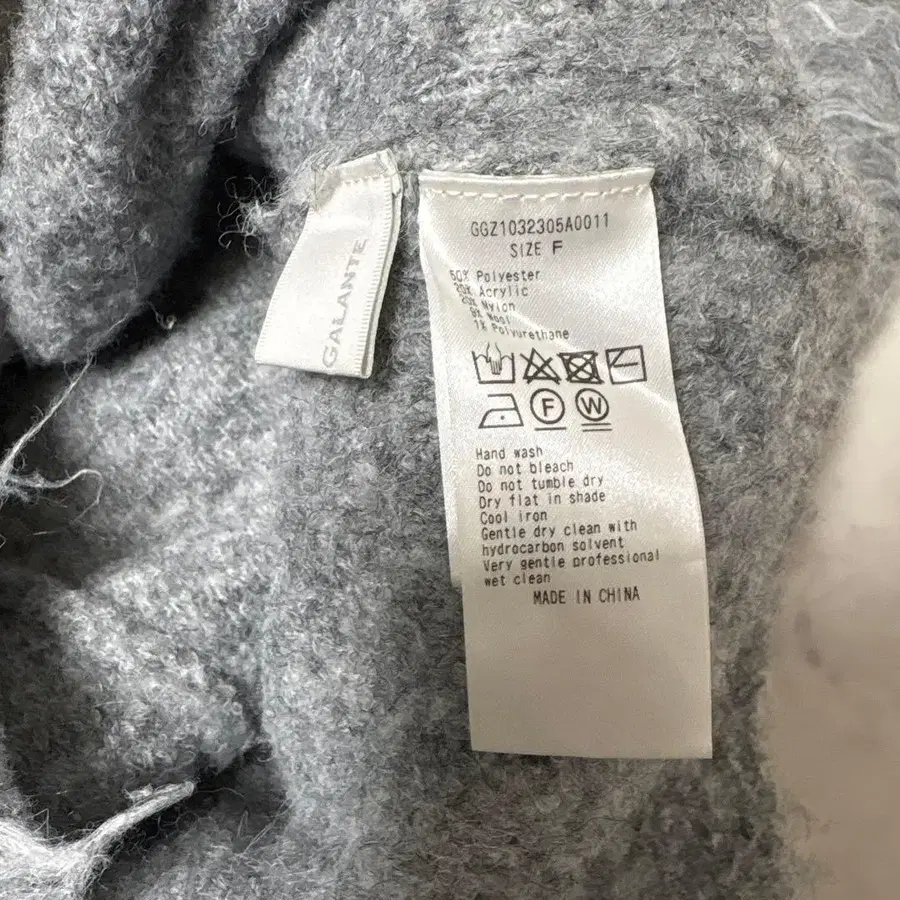 GALANTE
GGZ1032305A0011
SIZE F
50% Polyester
20% Acrylic
20% Nylon
9% Wool
1% Polyurethane
F W
Hand wash
Do not bleach
Do not tumble dry
Dry flat in shade
Cool iron
Gentle dry clean with
hydrocarbon solvent
Very gentle professional
wet clean
MADE IN CHINA